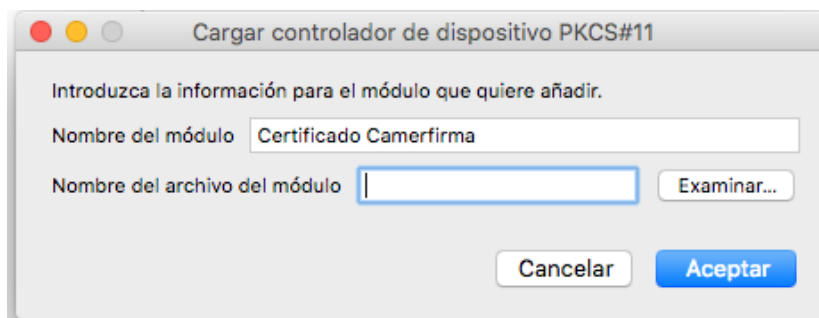 Cargar controlador de dispositivo PKCS#11
Introduzca la información para el módulo que quiere añadir.
Nombre del módulo Certificado Camerfirma
Nombre del archivo del módulo Examinar...
Cancelar Aceptar